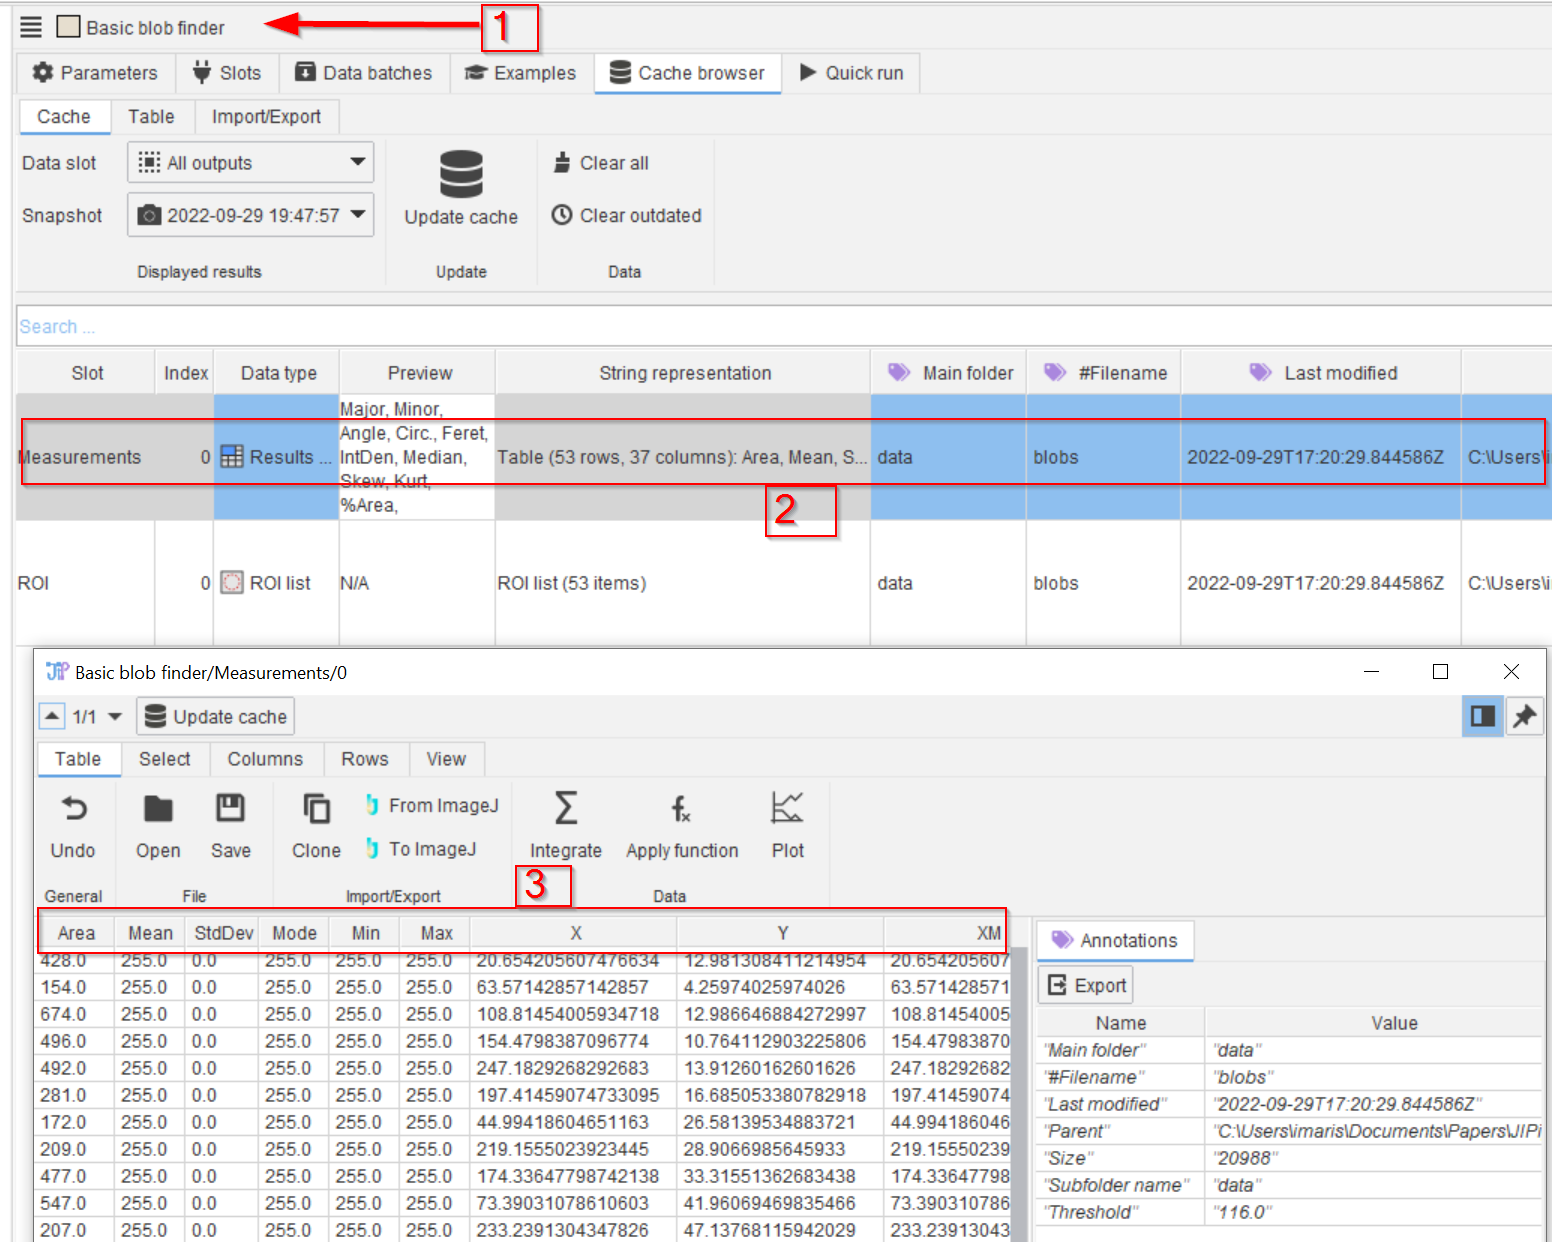 Basic blob finder
1
Parameters Slots Data batches Examples Cache browser Quick run
Cache Table Import/Export
Data slot All outputs
Snapshot 2022-09-29 19:47:57
Update cache
Clear all
Clear outdated
Displayed results Update Data
Search ...
Slot Index Data type Preview String representation Main folder #Filename Last modified
Major, Minor,
Angle, Circ., Feret,
IntDen, Median,
Skew, Kurt,
%Area,
Measurements 0 Results ... Table (53 rows, 37 columns): Area, Mean, S... data blobs 2022-09-29T17:20:29.844586Z C:\Users\i
2
ROI 0 ROI list N/A ROI list (53 items) data blobs 2022-09-29T17:20:29.844586Z C:\Users\i
JIP Basic blob finder/Measurements/0
1/1 Update cache
Table Select Columns Rows View
Undo Open Save Clone From ImageJ To ImageJ Integrate Apply function Plot
General File Import/Export Data
3
Area Mean StdDev Mode Min Max X Y XM
428.0 255.0 0.0 255.0 255.0 255.0 20.654205607476634 12.981308411214954 20.654205607
154.0 255.0 0.0 255.0 255.0 255.0 63.57142857142857 4.25974025974026 63.571428571
674.0 255.0 0.0 255.0 255.0 255.0 108.81454005934718 12.986646884272997 108.81454005
496.0 255.0 0.0 255.0 255.0 255.0 154.4798387096774 10.764112903225806 154.47983870
492.0 255.0 0.0 255.0 255.0 255.0 247.1829268292683 13.91260162601626 247.18292682
281.0 255.0 0.0 255.0 255.0 255.0 197.41459074733095 16.685053380782918 197.41459074
172.0 255.0 0.0 255.0 255.0 255.0 44.99418604651163 26.58139534883721 44.994186046
209.0 255.0 0.0 255.0 255.0 255.0 219.1555023923445 28.9066985645933 219.15550239
477.0 255.0 0.0 255.0 255.0 255.0 174.33647798742138 33.31551362683438 174.33647798
547.0 255.0 0.0 255.0 255.0 255.0 73.39031078610603 41.96069469835466 73.390310786
207.0 255.0 0.0 255.0 255.0 255.0 233.2391304347826 47.13768115942029 233.23913043
Annotations
Export
Name Value
"Main folder" "data"
"#Filename" "blobs"
"Last modified" "2022-09-29T17:20:29.844586Z"
"Parent" "C:\Users\imaris\Documents\Papers\JIPi
"Size" "20988"
"Subfolder name" "data"
"Threshold" "116.0"